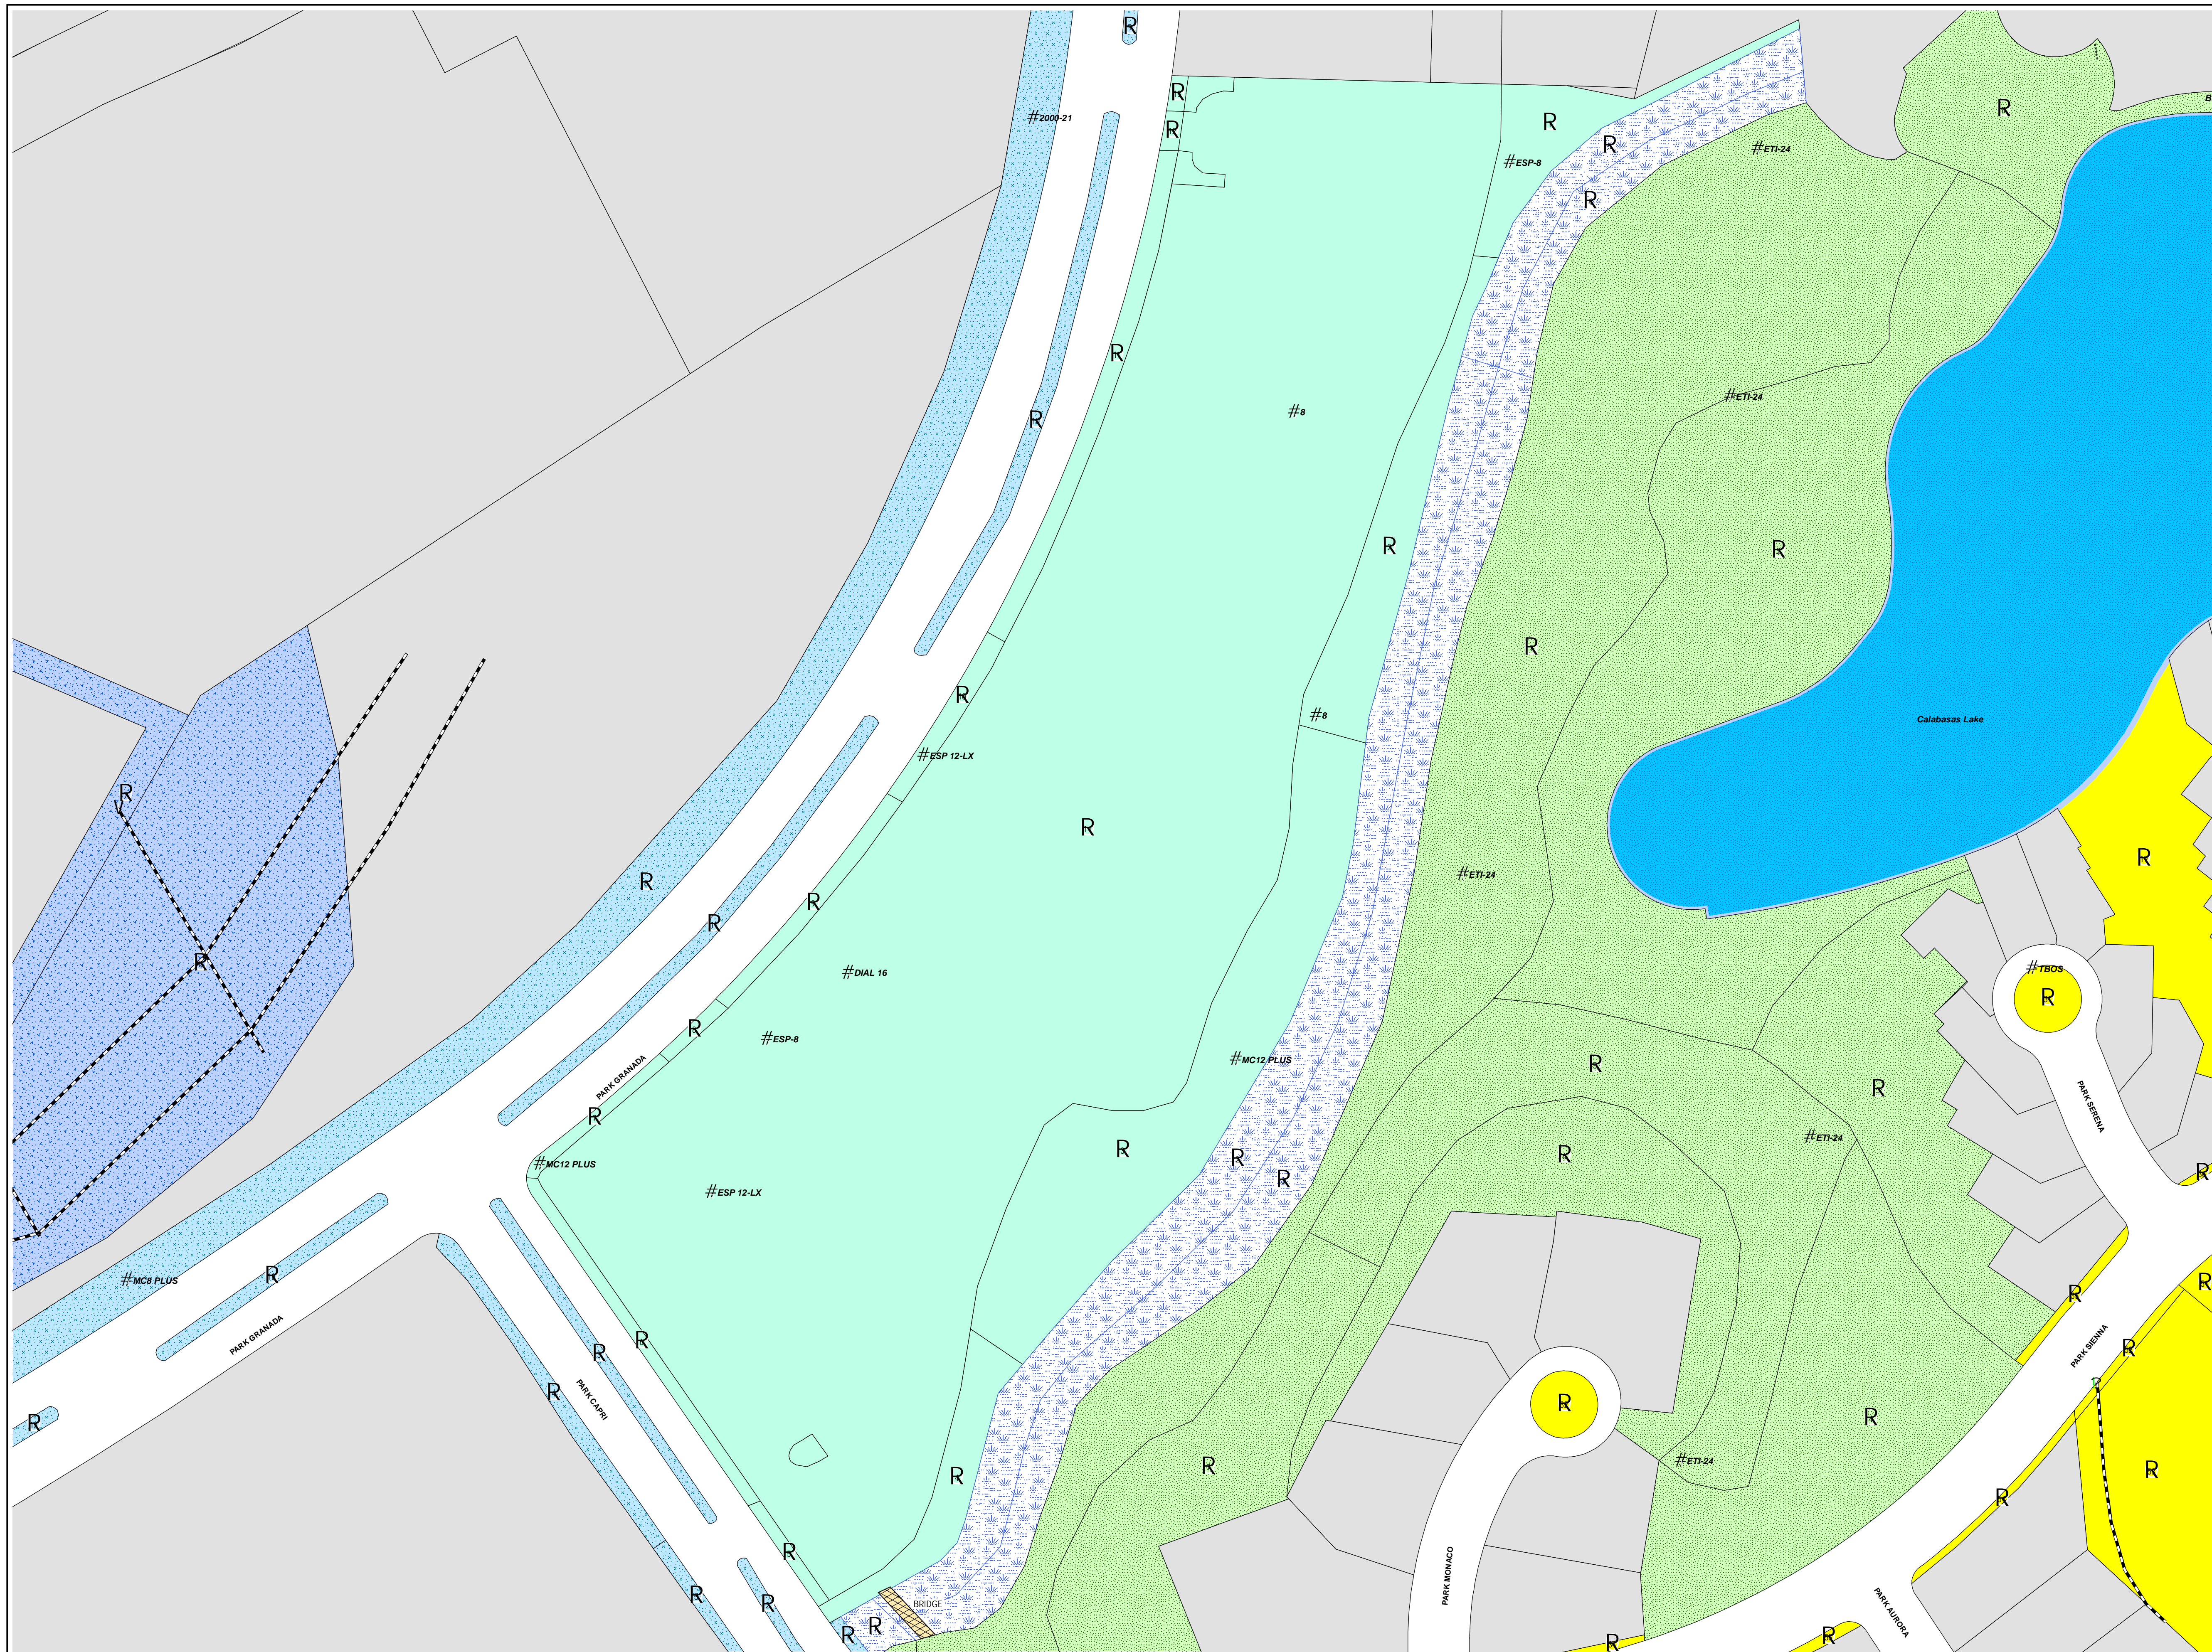 R
R
B
R
#2000-21
R
R
R
#ETI-24
#ESP-8
R
R
#ETI-24
#8
R
R
R
R
R
#8
Calabasas Lake
#ESP 12-LX
R
R
R
R
#ETI-24
R
R
R
#TBOS
#DIAL 16
R
R
#ESP-8
#MC12 PLUS
R
PARK GRANADA
R
PARK SERENA
R
#ETI-24
R
R
R
#MC12 PLUS
R
R
#ESP 12-LX
R
#MC8 PLUS
R
R
PARK GRANADA
R
R
PARK SIENNA
R
R
PARK CAPRI
R
R
R
R
#ETI-24
R
R
R
R
R
PARK MONACO
R
R
BRIDGE
PARK AURORA
R
R
R
R